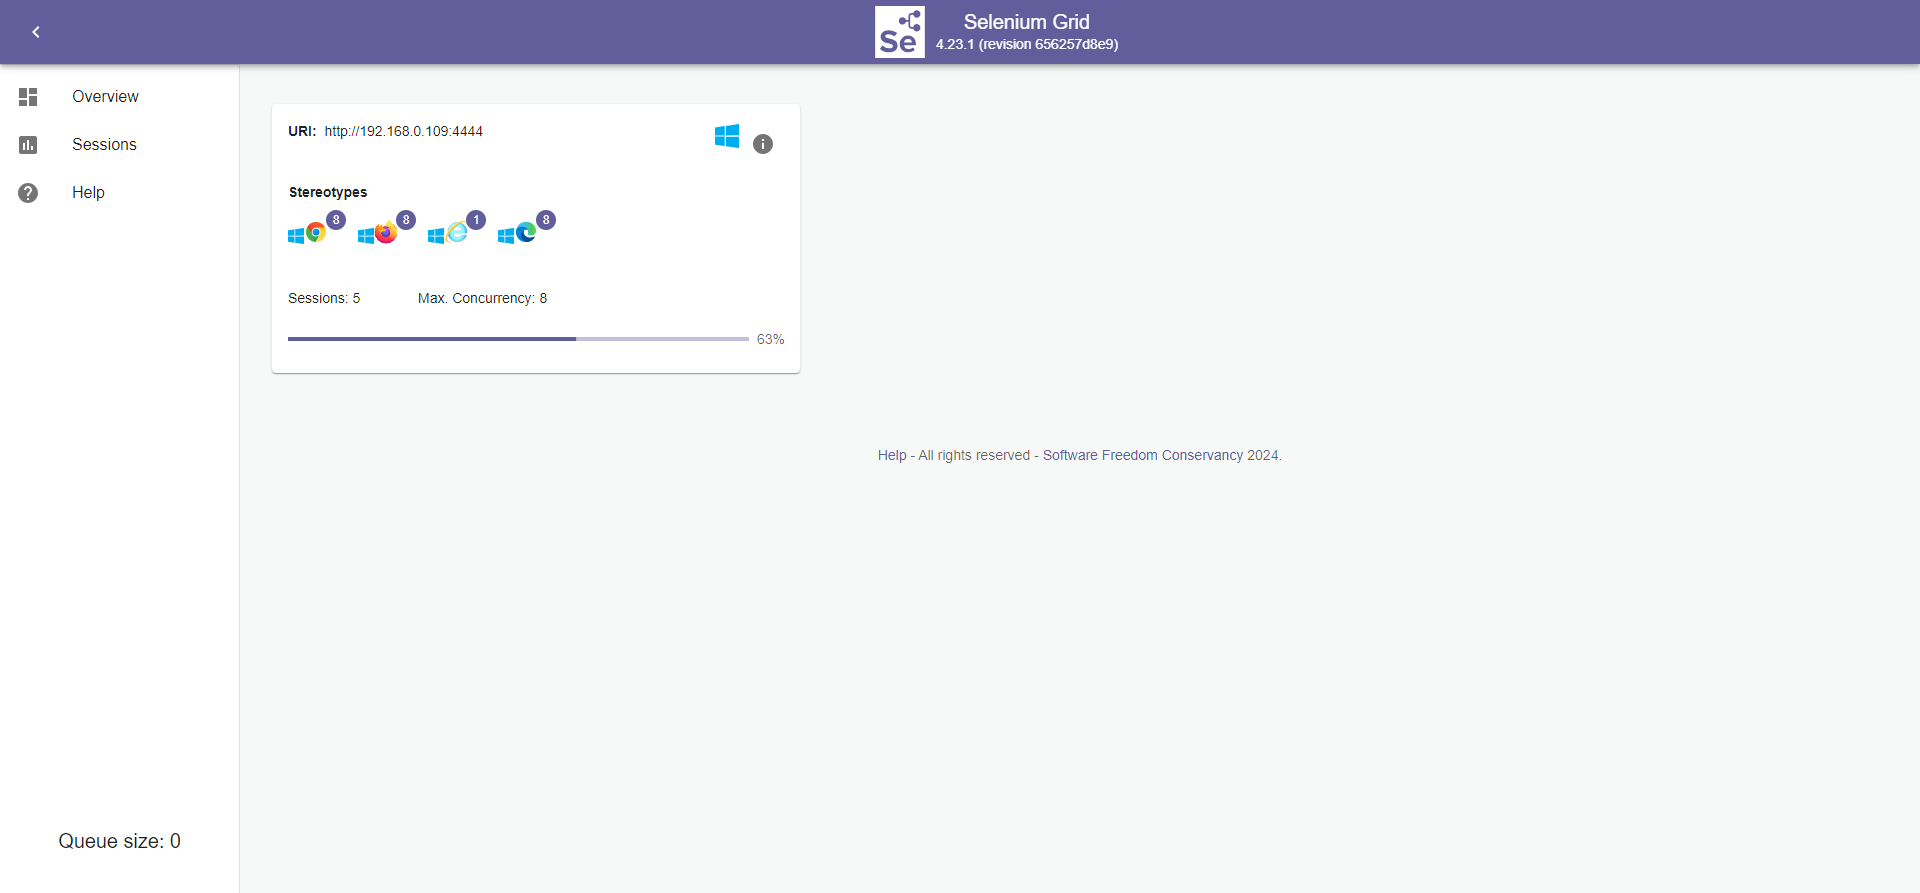 Se
Selenium Grid
4.23.1 (revision 656257d8e9)
Overview
Sessions
Help
URI: http://192.168.0.109:4444
Stereotypes
8 8 1 8
Sessions: 5 Max. Concurrency: 8
63%
Help - All rights reserved - Software Freedom Conservancy 2024.
Queue size: 0